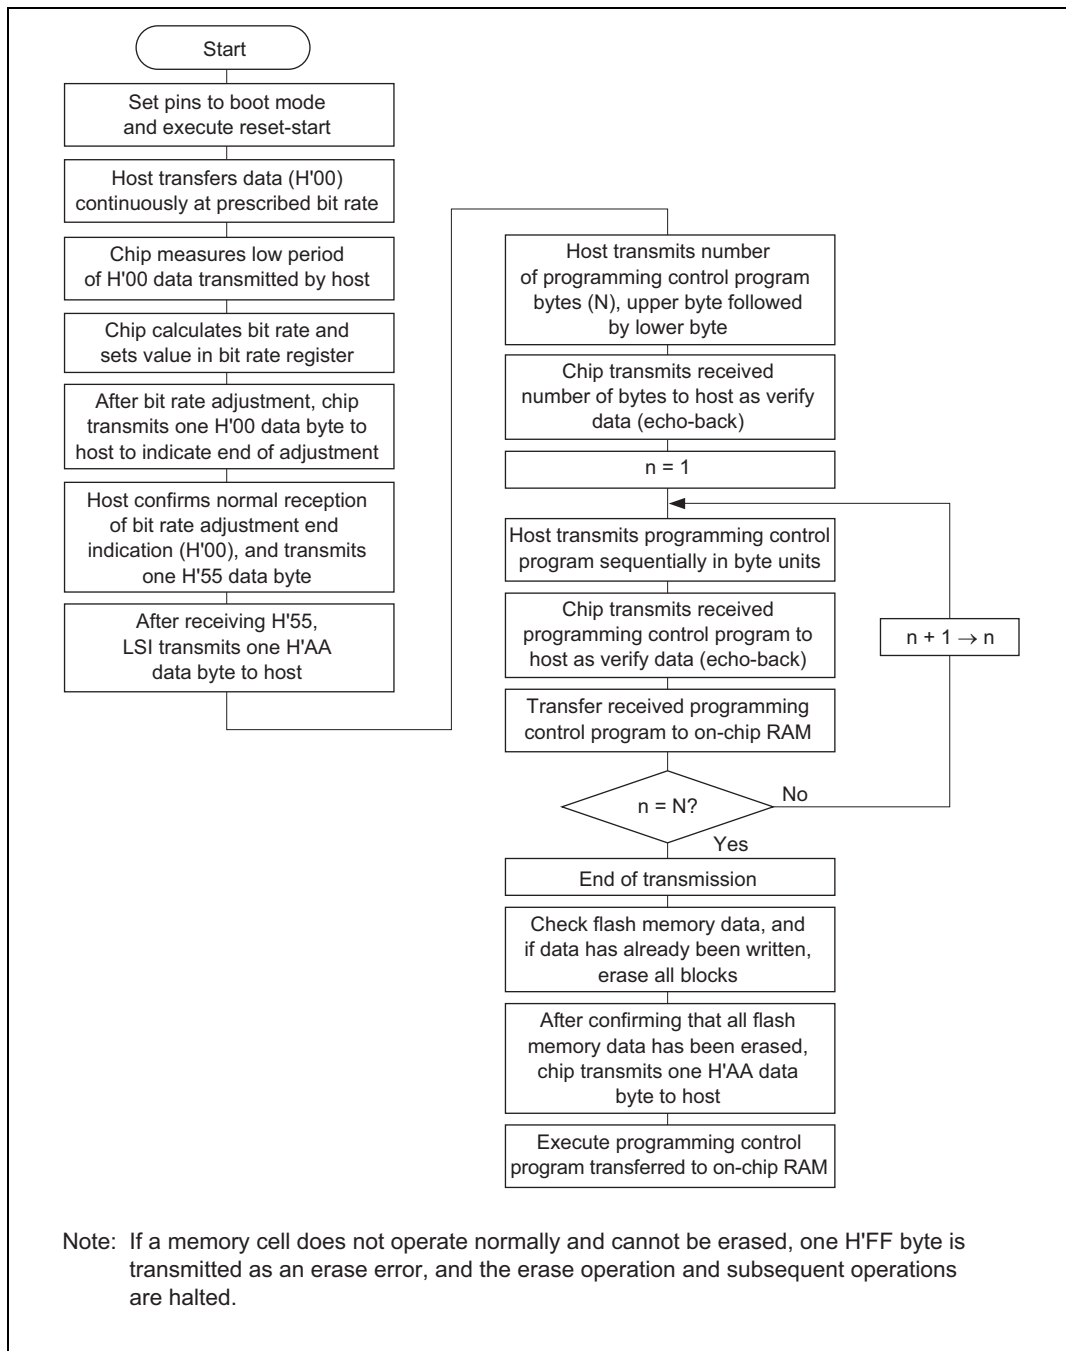 Start
Set pins to boot mode
and execute reset-start
Host transfers data (H'00)
continuously at prescribed bit rate
Chip measures low period
of H'00 data transmitted by host
Chip calculates bit rate and
sets value in bit rate register
After bit rate adjustment, chip
transmits one H'00 data byte to
host to indicate end of adjustment
Host confirms normal reception
of bit rate adjustment end
indication (H'00), and transmits
one H'55 data byte
After receiving H'55,
LSI transmits one H'AA
data byte to host
Host transmits number
of programming control program
bytes (N), upper byte followed
by lower byte
Chip transmits received
number of bytes to host as verify
data (echo-back)
n = 1
Host transmits programming control
program sequentially in byte units
Chip transmits received
programming control program to
host as verify data (echo-back)
n + 1 → n
Transfer received programming
control program to on-chip RAM
n = N?
No
Yes
End of transmission
Check flash memory data, and
if data has already been written,
erase all blocks
After confirming that all flash
memory data has been erased,
chip transmits one H'AA data
byte to host
Execute programming control
program transferred to on-chip RAM
Note: If a memory cell does not operate normally and cannot be erased, one H'FF byte is
transmitted as an erase error, and the erase operation and subsequent operations
are halted.